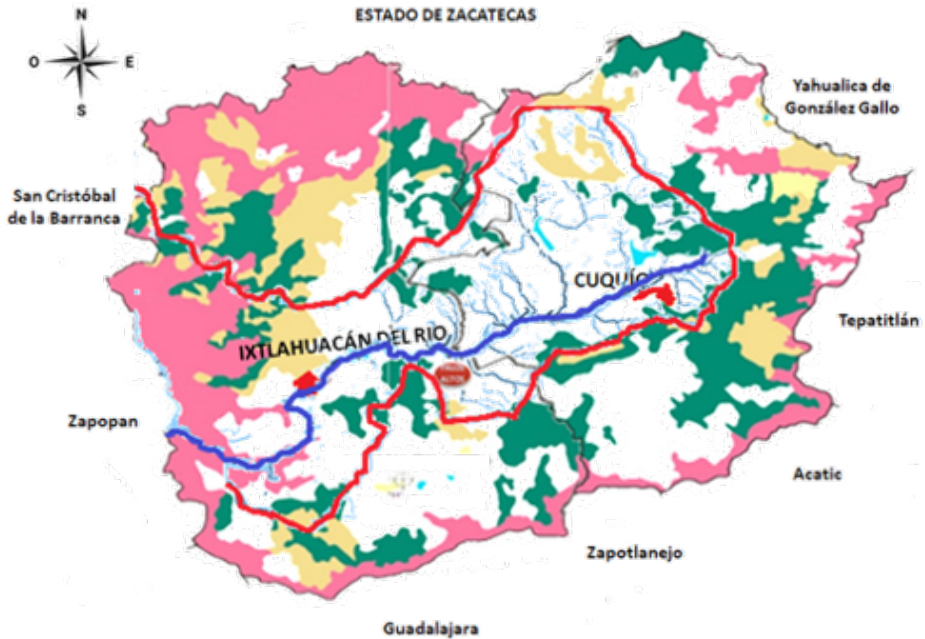 ESTADO DE ZACATECAS
N
O
E
S
Yahualica de
González Gallo
San Cristóbal
de la Barranca
CUQUÍO
Tepatitlán
IXTLAHUACÁN DEL RIO
Zapopan
Acatic
Zapotlanejo
Guadalajara